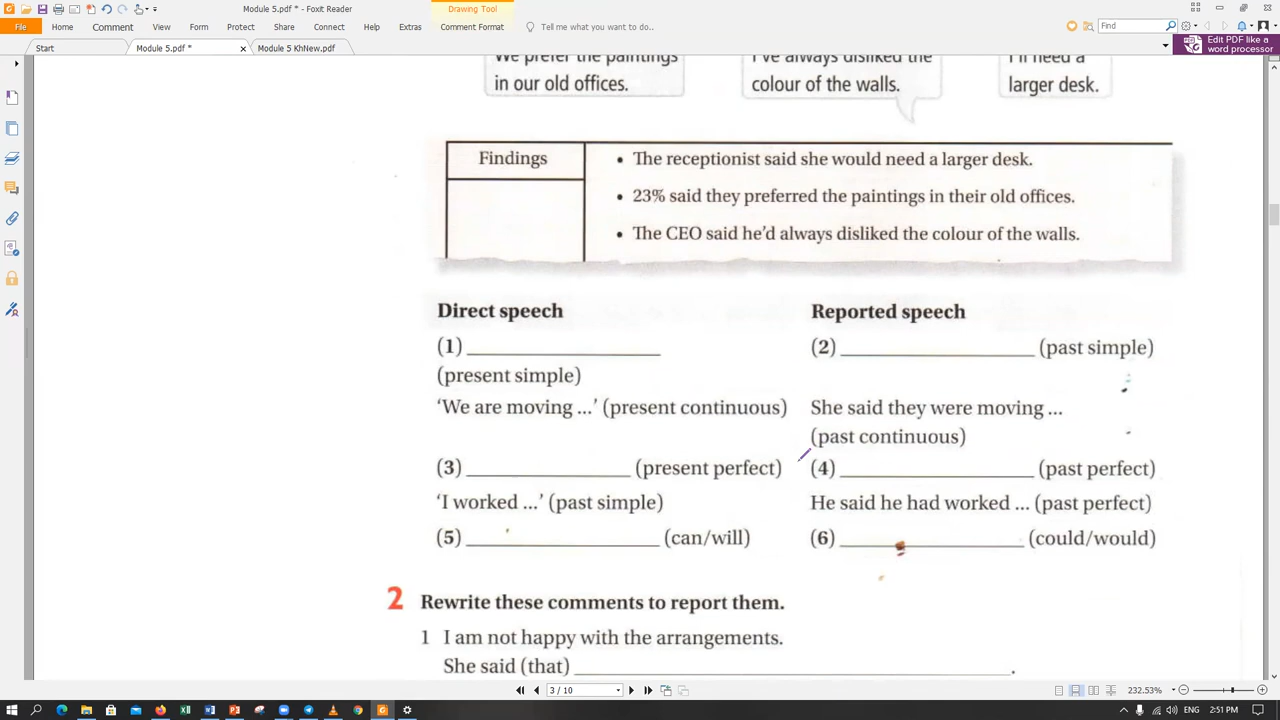 Module 5.pdf * - Foxit Reader
Drawing Tool
File Home Comment View Form Protect Share Connect Help Extras Comment Format Tell me what you want to do.. Find
Start Module 5.pdf * Module 5 KhNew.pdf Edit PDF like a
word processor
We prefer the paintings
in our old offices.
I've always disliked the
colour of the walls.
I'll need a
larger desk.
Findings
• The receptionist said she would need a larger desk.
• 23% said they preferred the paintings in their old offices.
• The CEO said he'd always disliked the colour of the walls.
Direct speech Reported speech
(1) ____________________ (2) ____________________ (past simple)
(present simple)
'We are moving ...' (present continuous) She said they were moving ...
(past continuous)
(3) _________________ (present perfect) (4) ____________________ (past perfect)
'I worked ...' (past simple) He said he had worked ... (past perfect)
(5) ____________________ (can/will) (6) ___________________ (could/would)
2 Rewrite these comments to report them.
1 I am not happy with the arrangements.
She said (that) _____________________________________________.
3 / 10 232.53%
ENG 2:51 PM